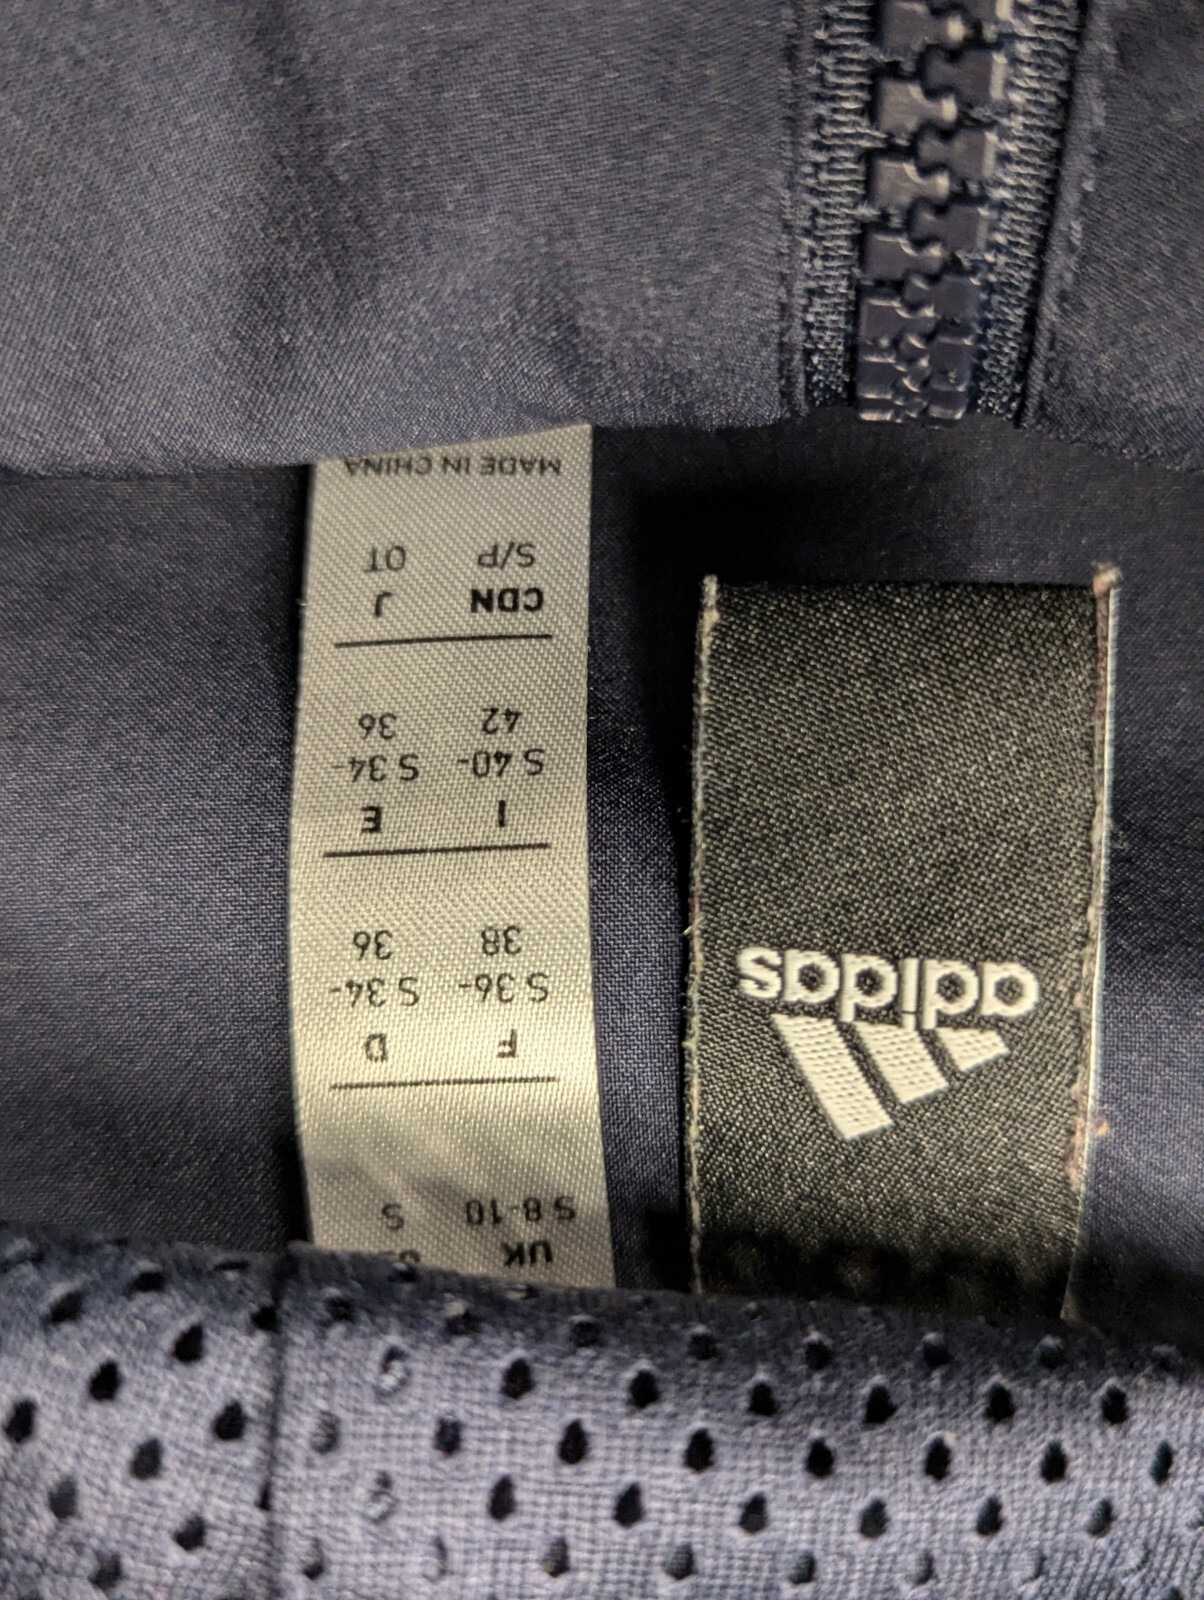 adidas
UK
S 8-10 S
F D
S 36- S 34-
38 36
I E
S 40- S 34-
42 36
CDN J
S/P OT
MADE IN CHINA